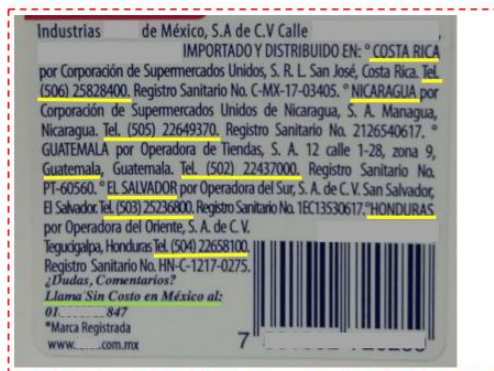 Industrias de México, S.A de C.V Calle ,
IMPORTADO Y DISTRIBUIDO EN: ° COSTA RICA
por Corporación de Supermercados Unidos, S. R. L. San José, Costa Rica. Tel.
(506) 25828400. Registro Sanitario No. C-MX-17-03405. ° NICARAGUA por
Corporación de Supermercados Unidos de Nicaragua, S. A. Managua,
Nicaragua. Tel. (505) 22649370. Registro Sanitario No. 2126540617. °
GUATEMALA por Operadora de Tiendas, S. A. 12 calle 1-28, zona 9,
Guatemala, Guatemala. Tel. (502) 22437000. Registro Sanitario No.
PT-60560. ° EL SALVADOR por Operadora del Sur, S. A. de C. V. San Salvador,
El Salvador. Tel. (503) 25236800. Registro Sanitario No. 1EC13530617. °HONDURAS
por Operadora del Oriente, S. A. de C. V.
Tegucigalpa, Honduras Tel. (504) 22658100.
Registro Sanitario No. HN-C-1217-0275.
¿Dudas, Comentarios?
Llama Sin Costo en México al:
01 847
°Marca Registrada
www. .com.mx
7